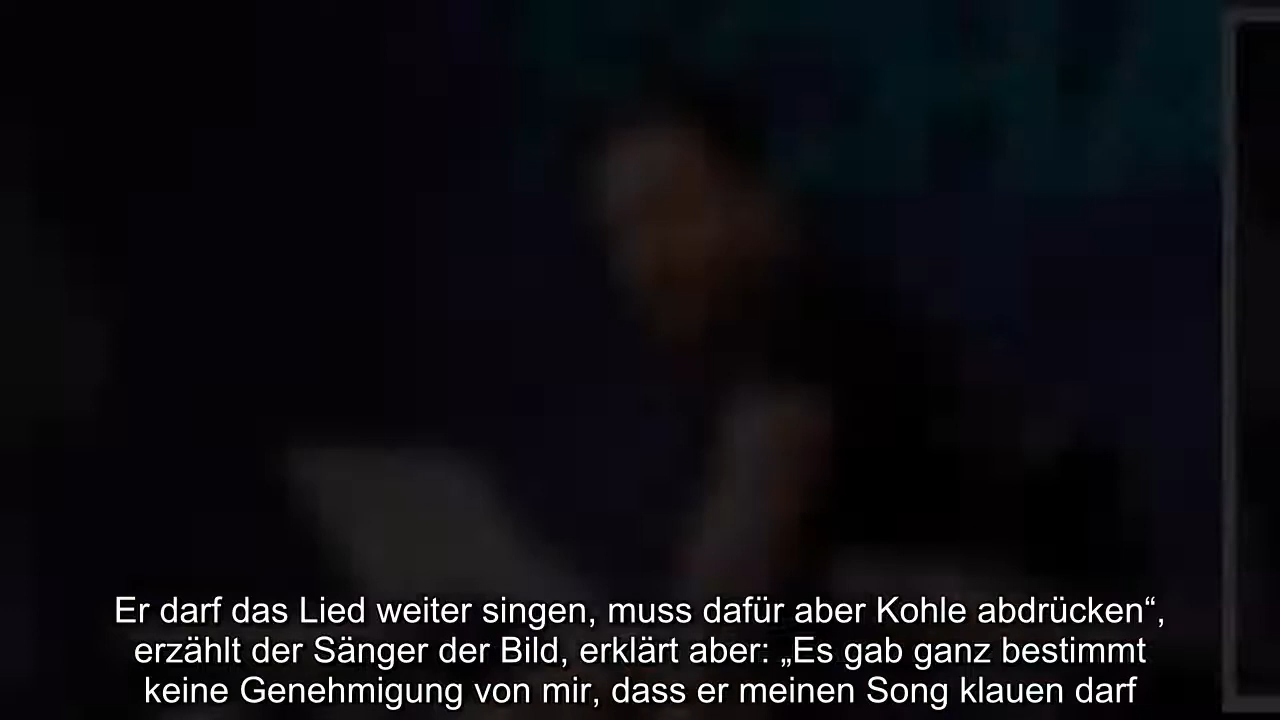 Er darf das Lied weiter singen, muss dafür aber Kohle abdrücken“,
erzählt der Sänger der Bild, erklärt aber: „Es gab ganz bestimmt
keine Genehmigung von mir, dass er meinen Song klauen darf